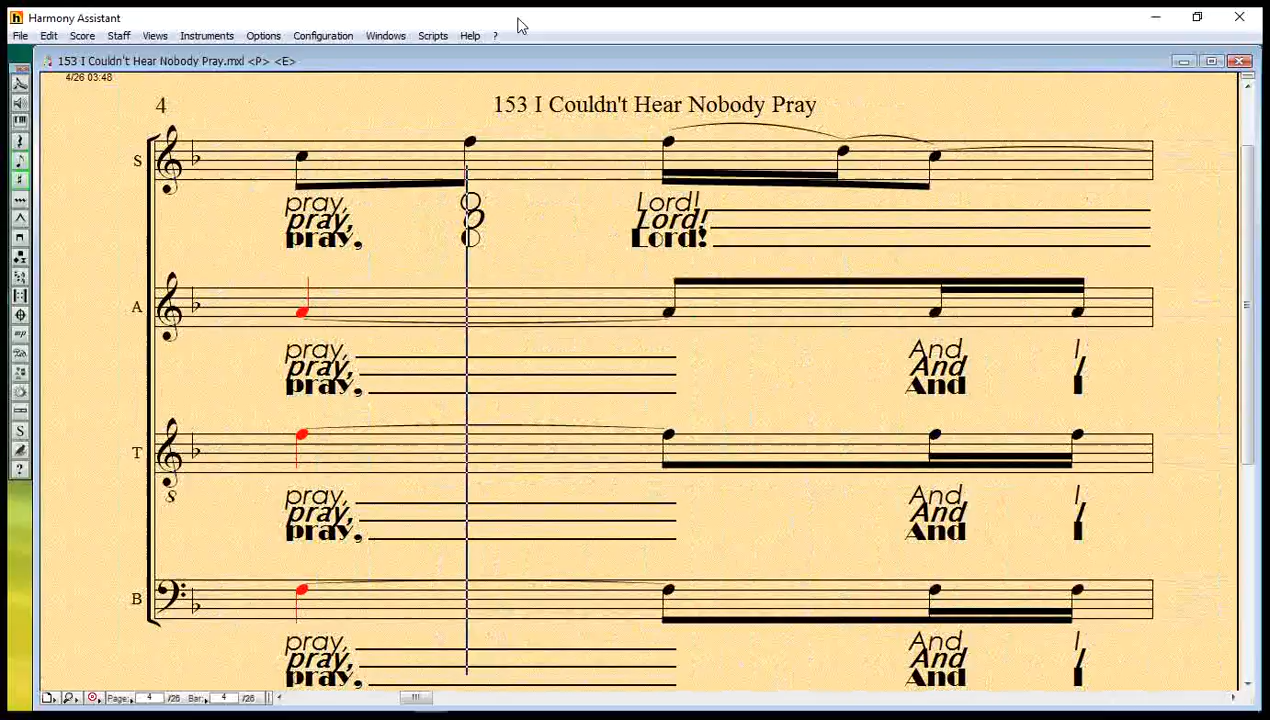 Harmony Assistant
File Edit Score Staff Views Instruments Options Configuration Windows Scripts Help ?
153 I Couldn't Hear Nobody Pray.mxl <P> <E>
4/26 03:48
4 153 I Couldn't Hear Nobody Pray
S
pray, O Lord!
pray, O Lord!
pray, O Lord!
A
pray, And I
pray, And I
pray, And I
T
8
pray, And I
pray, And I
pray, And I
B
pray, And I
pray, And I
pray, And I
Page: 4 /26 Bar: 4 /26